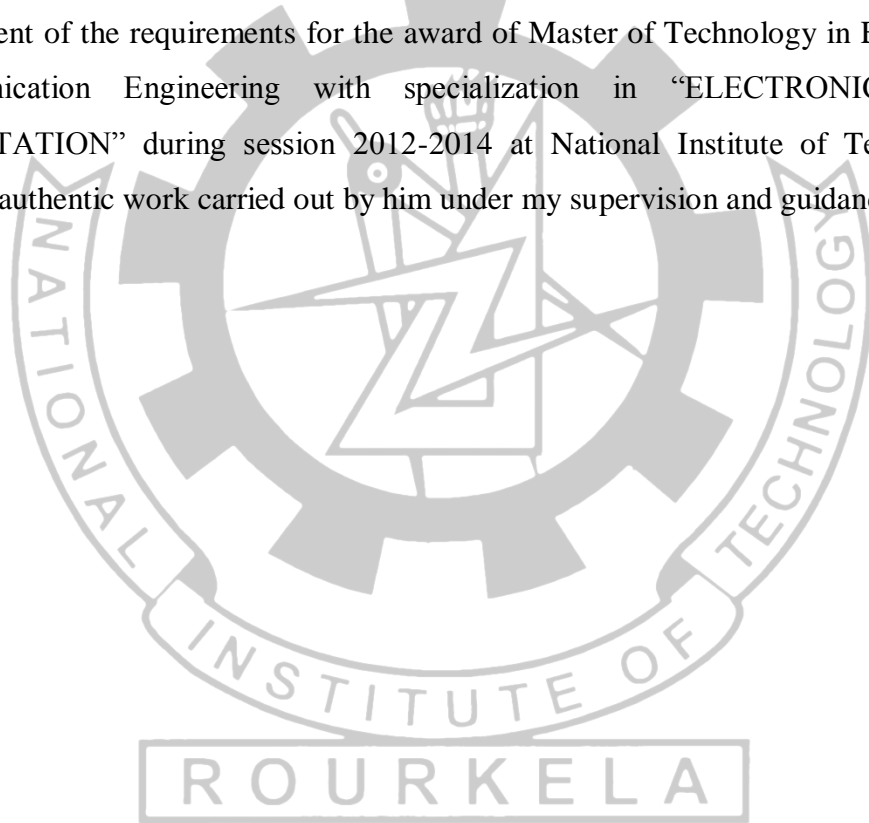 ent of the requirements for the award of Master of Technology in E
nication Engineering with specialization in “ELECTRONIC
TATION” during session 2012-2014 at National Institute of Te
authentic work carried out by him under my supervision and guidanc
NATIONAL INSTITUTE OF TECHNOLOGY
ROURKELA